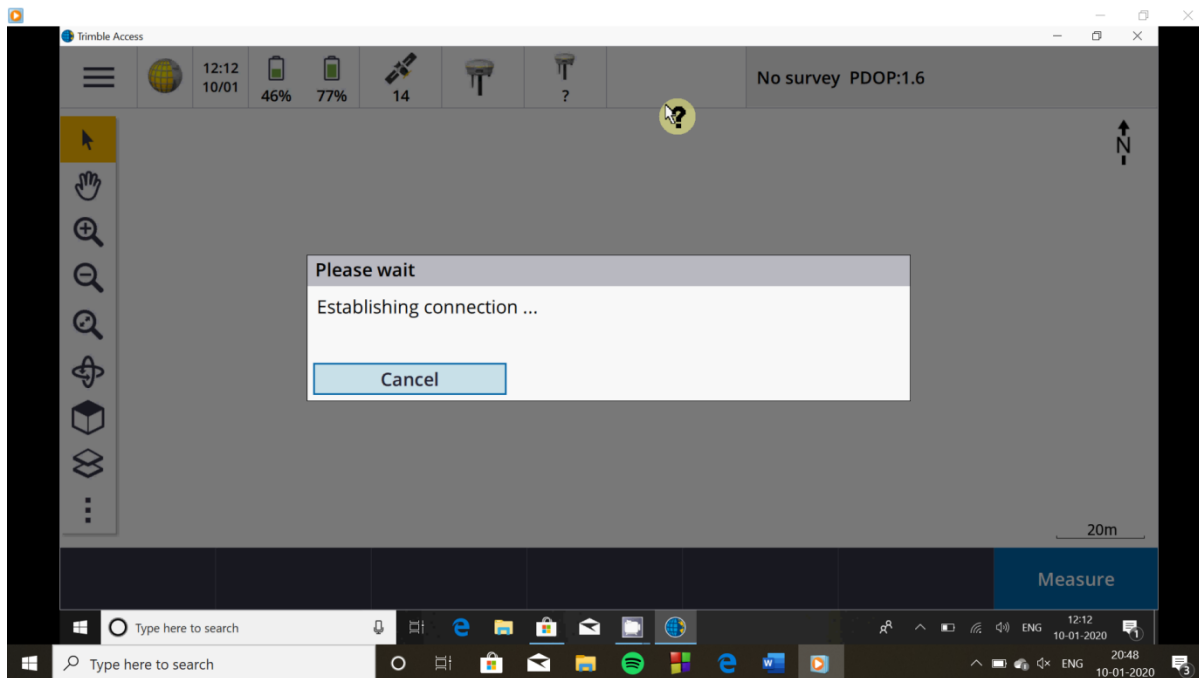 Trimble Access
12:12
10/01
46%
77%
14
?
No survey PDOP:1.6
?
N
Please wait
Establishing connection ...
Cancel
20m
Measure
Type here to search
ENG
12:12
10-01-2020
1
Type here to search
W
ENG
20:48
10-01-2020
3